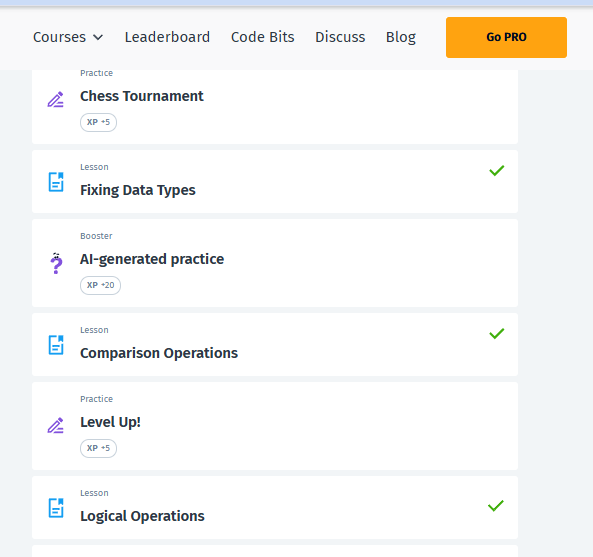 Courses Leaderboard Code Bits Discuss Blog Go PRO
Practice
Chess Tournament
XP +5
Lesson
Fixing Data Types
Booster
AI-generated practice
XP +20
Lesson
Comparison Operations
Practice
Level Up!
XP +5
Lesson
Logical Operations